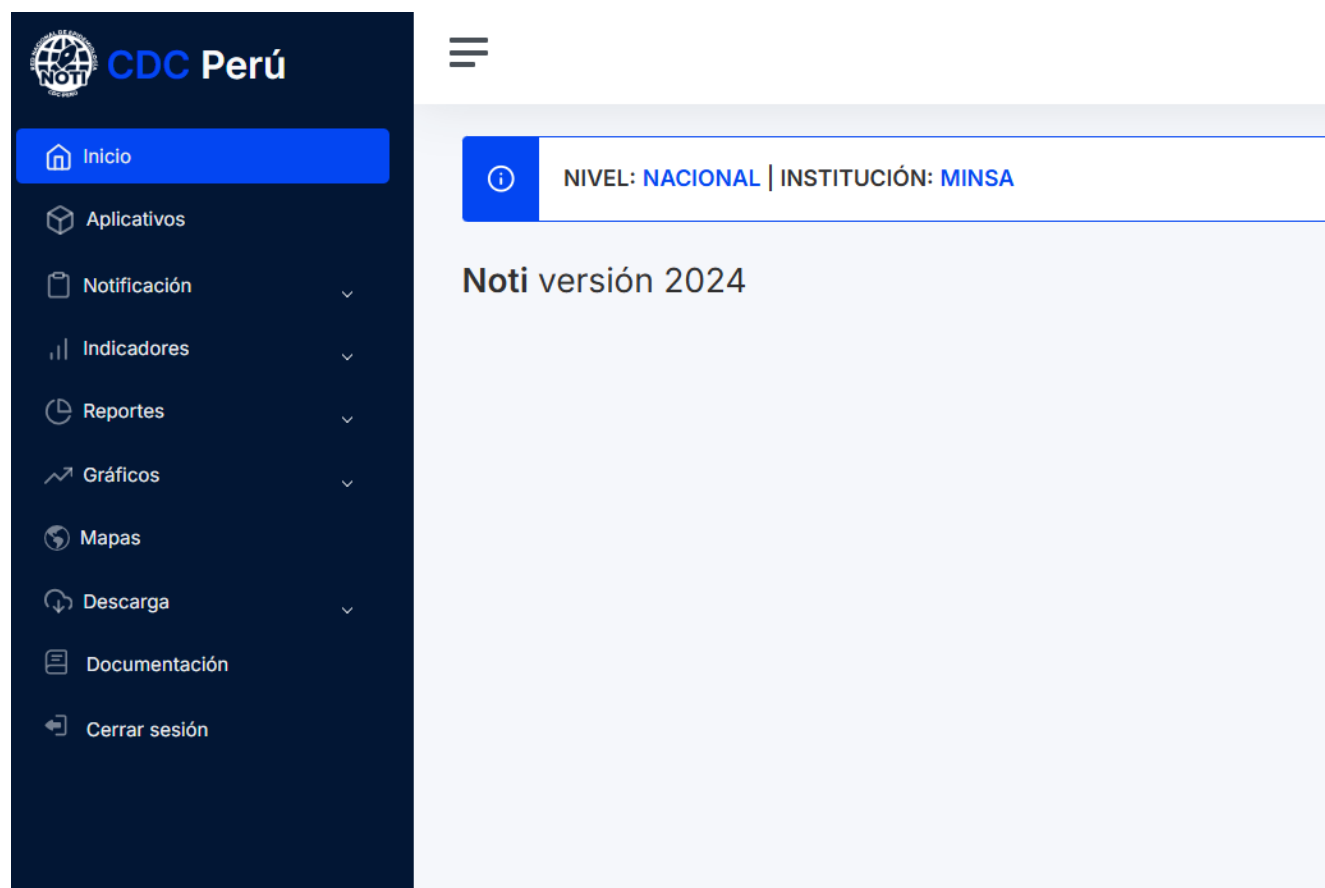 NOTI
CDC Perú
Inicio
Aplicativos
Notificación
Indicadores
Reportes
Gráficos
Mapas
Descarga
Documentación
Cerrar sesión
NIVEL: NACIONAL | INSTITUCIÓN: MINSA
Noti versión 2024